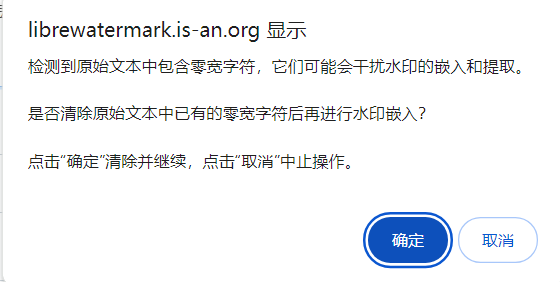 librewatermark.is-an.org 显示
检测到原始文本中包含零宽字符，它们可能会干扰水印的嵌入和提取。
是否清除原始文本中已有的零宽字符后再进行水印嵌入？
点击“确定”清除并继续，点击“取消”中止操作。
确定
取消